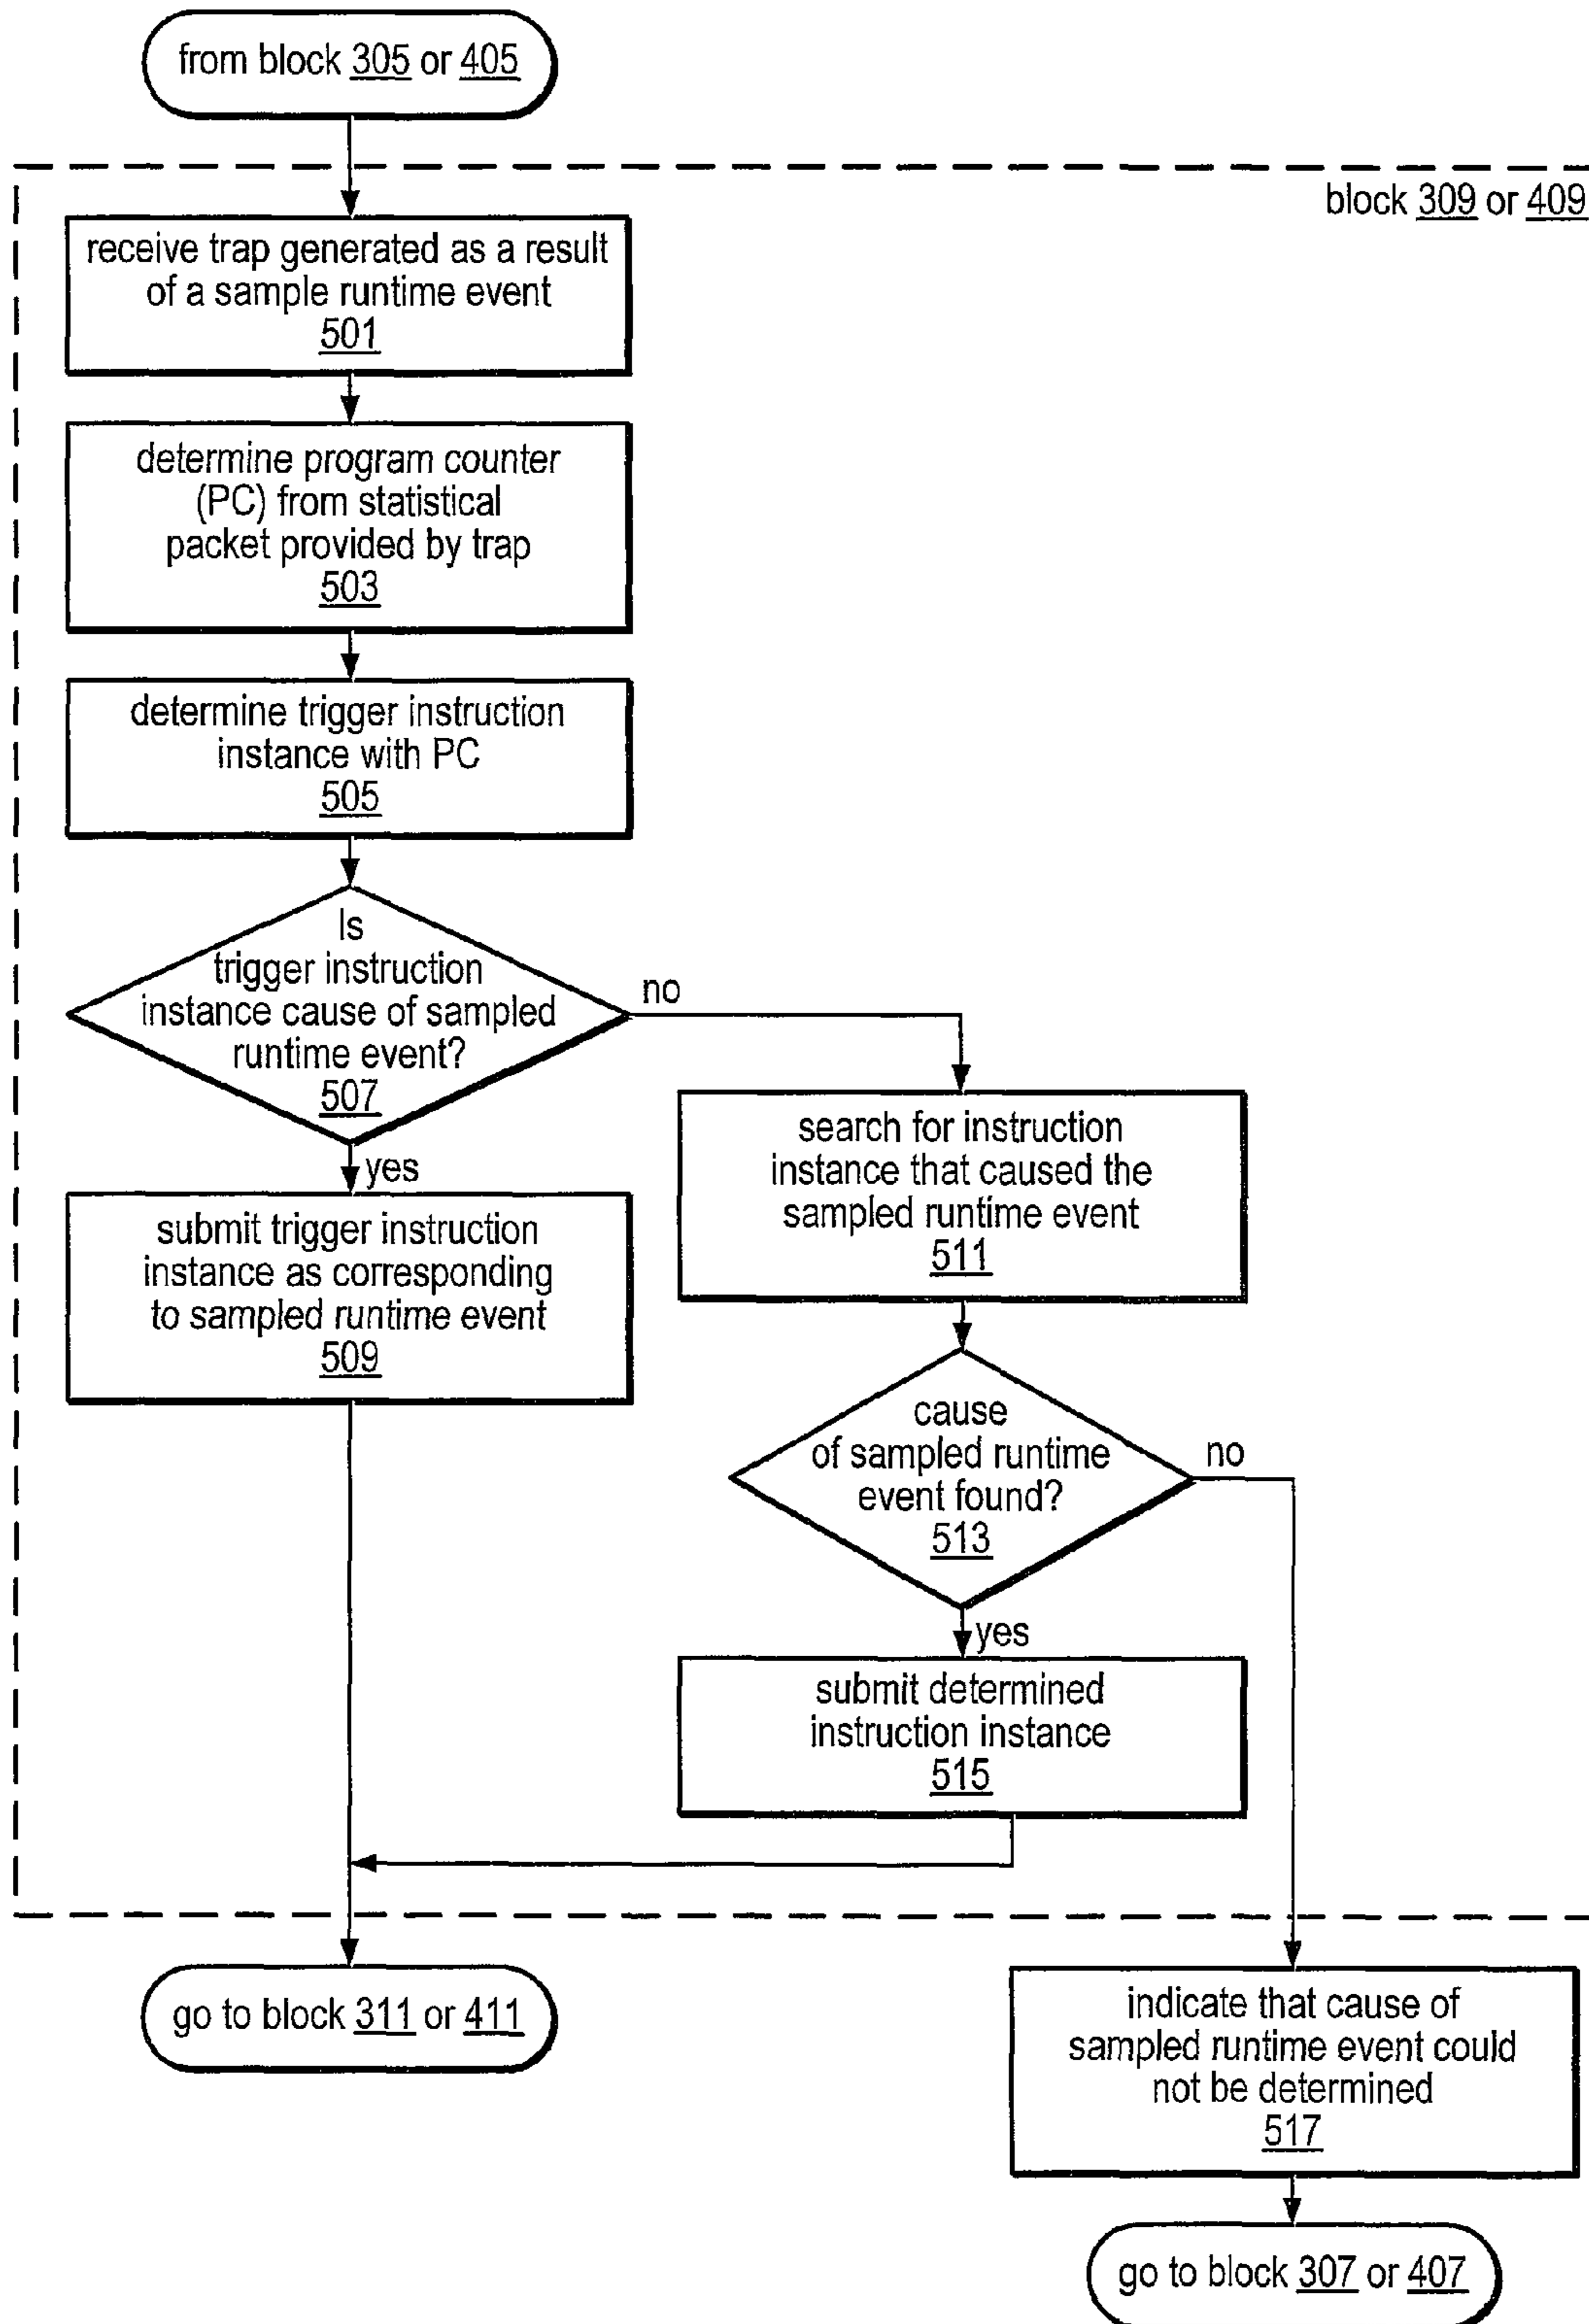 from block 305 or 405
block 309 or 409
receive trap generated as a result
of a sample runtime event
501
determine program counter
(PC) from statistical
packet provided by trap
503
determine trigger instruction
instance with PC
505
Is
trigger instruction
instance cause of sampled
runtime event?
507
no
yes
submit trigger instruction
instance as corresponding
to sampled runtime event
509
search for instruction
instance that caused the
sampled runtime event
511
cause
of sampled runtime
event found?
513
no
yes
submit determined
instruction instance
515
go to block 311 or 411
indicate that cause of
sampled runtime event could
not be determined
517
go to block 307 or 407